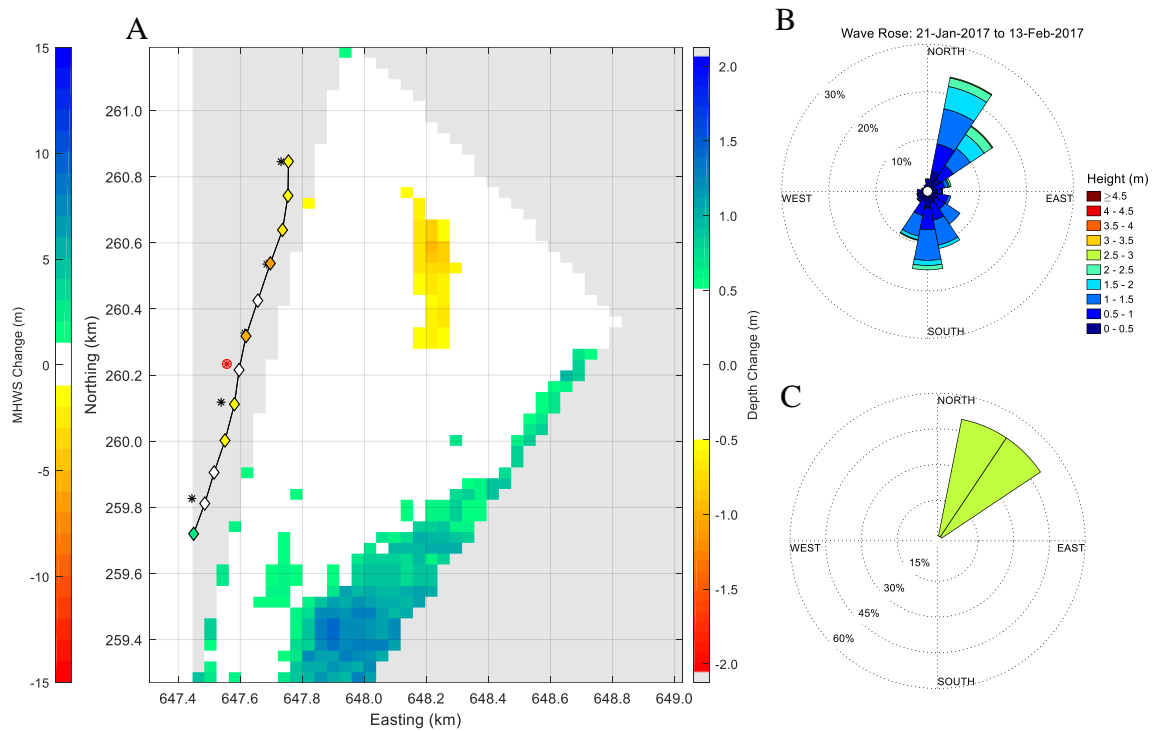 A
15
10
5
0
-5
-10
-15
MHWS Change (m)
261.0
260.8
260.6
260.4
260.2
260.0
259.8
259.6
259.4
Northing (km)
647.4
647.6
647.8
648.0
648.2
648.4
648.6
648.8
649.0
Easting (km)
2.0
1.5
1.0
0.5
0.0
-0.5
-1.0
-1.5
-2.0
Depth Change (m)
B
Wave Rose: 21-Jan-2017 to 13-Feb-2017
NORTH
30%
20%
10%
WEST
EAST
SOUTH
Height (m)
≥4.5
4 - 4.5
3.5 - 4
3 - 3.5
2.5 - 3
2 - 2.5
1.5 - 2
1 - 1.5
0.5 - 1
0 - 0.5
C
NORTH
WEST
EAST
15%
30%
45%
60%
SOUTH